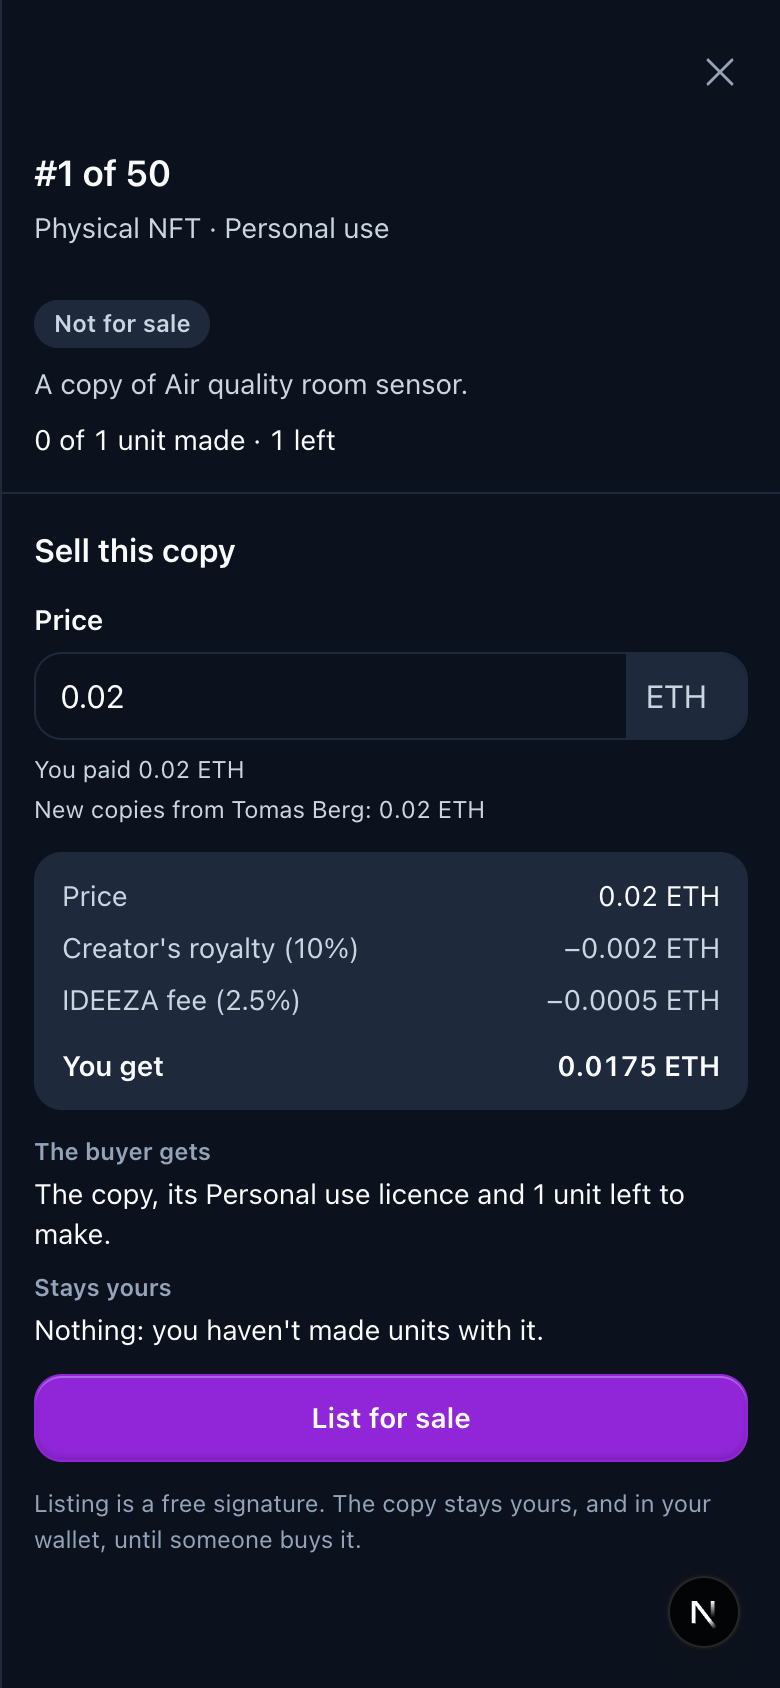 #1 of 50
Physical NFT · Personal use
Not for sale
A copy of Air quality room sensor.
0 of 1 unit made · 1 left
Sell this copy
Price
0.02 ETH
You paid 0.02 ETH
New copies from Tomas Berg: 0.02 ETH
Price 0.02 ETH
Creator's royalty (10%) −0.002 ETH
IDEEZA fee (2.5%) −0.0005 ETH
You get 0.0175 ETH
The buyer gets
The copy, its Personal use licence and 1 unit left to
make.
Stays yours
Nothing: you haven't made units with it.
List for sale
Listing is a free signature. The copy stays yours, and in your
wallet, until someone buys it.
N